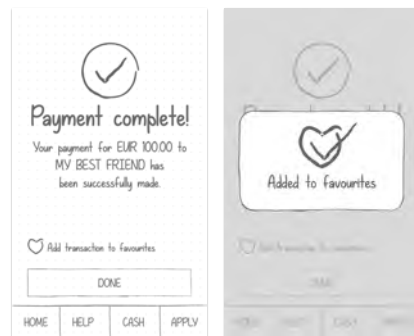 Payment complete!
Your payment for EUR 100.00 to
MY BEST FRIEND has
been successfully made.
Add transaction to favourites
DONE
HOME HELP CASH APPLY
Added to favourites